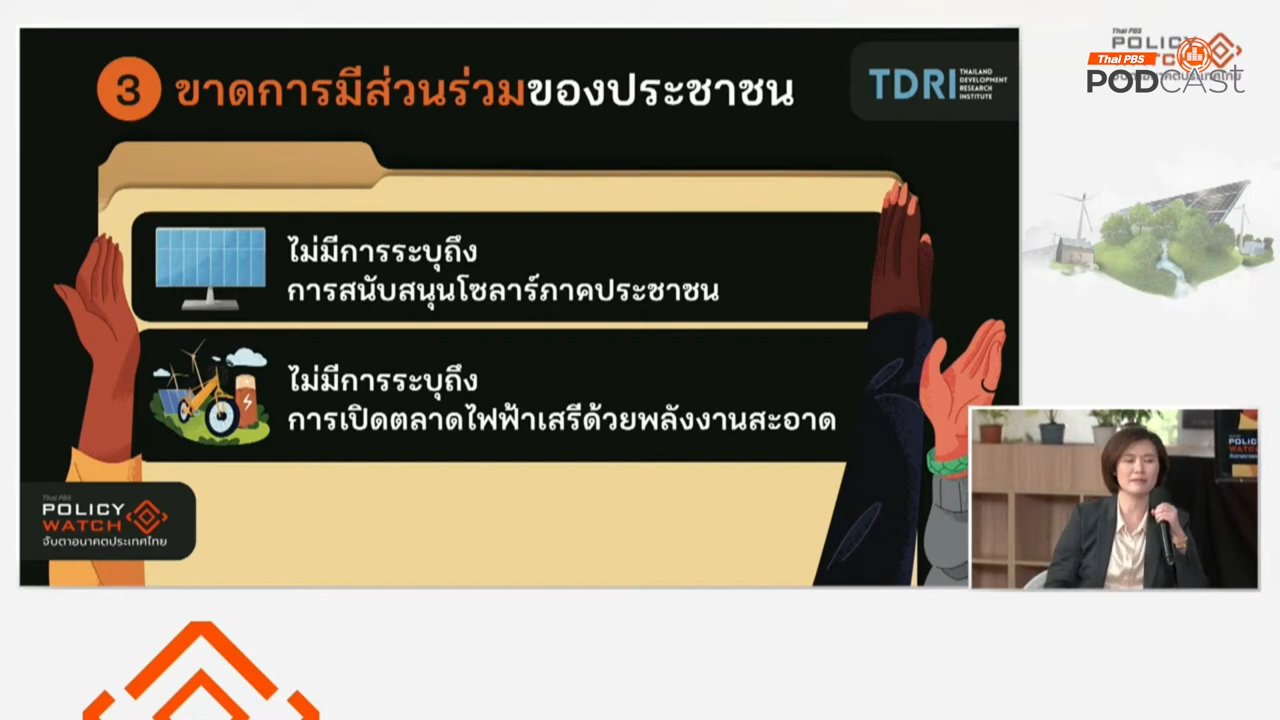 3 ขาดการมีส่วนร่วมของประชาชน
TDRI
THAILAND
DEVELOPMENT
RESEARCH
INSTITUTE
Thai PBS
POLICY
Thai PBS
PODCast
ไม่มีการระบุถึง
การสนับสนุนโซลาร์ภาคประชาชน
ไม่มีการระบุถึง
การเปิดตลาดไฟฟ้าเสรีด้วยพลังงานสะอาด
Thai PBS
POLICY
WATCH
จับตาอนาคตประเทศไทย
POLICY